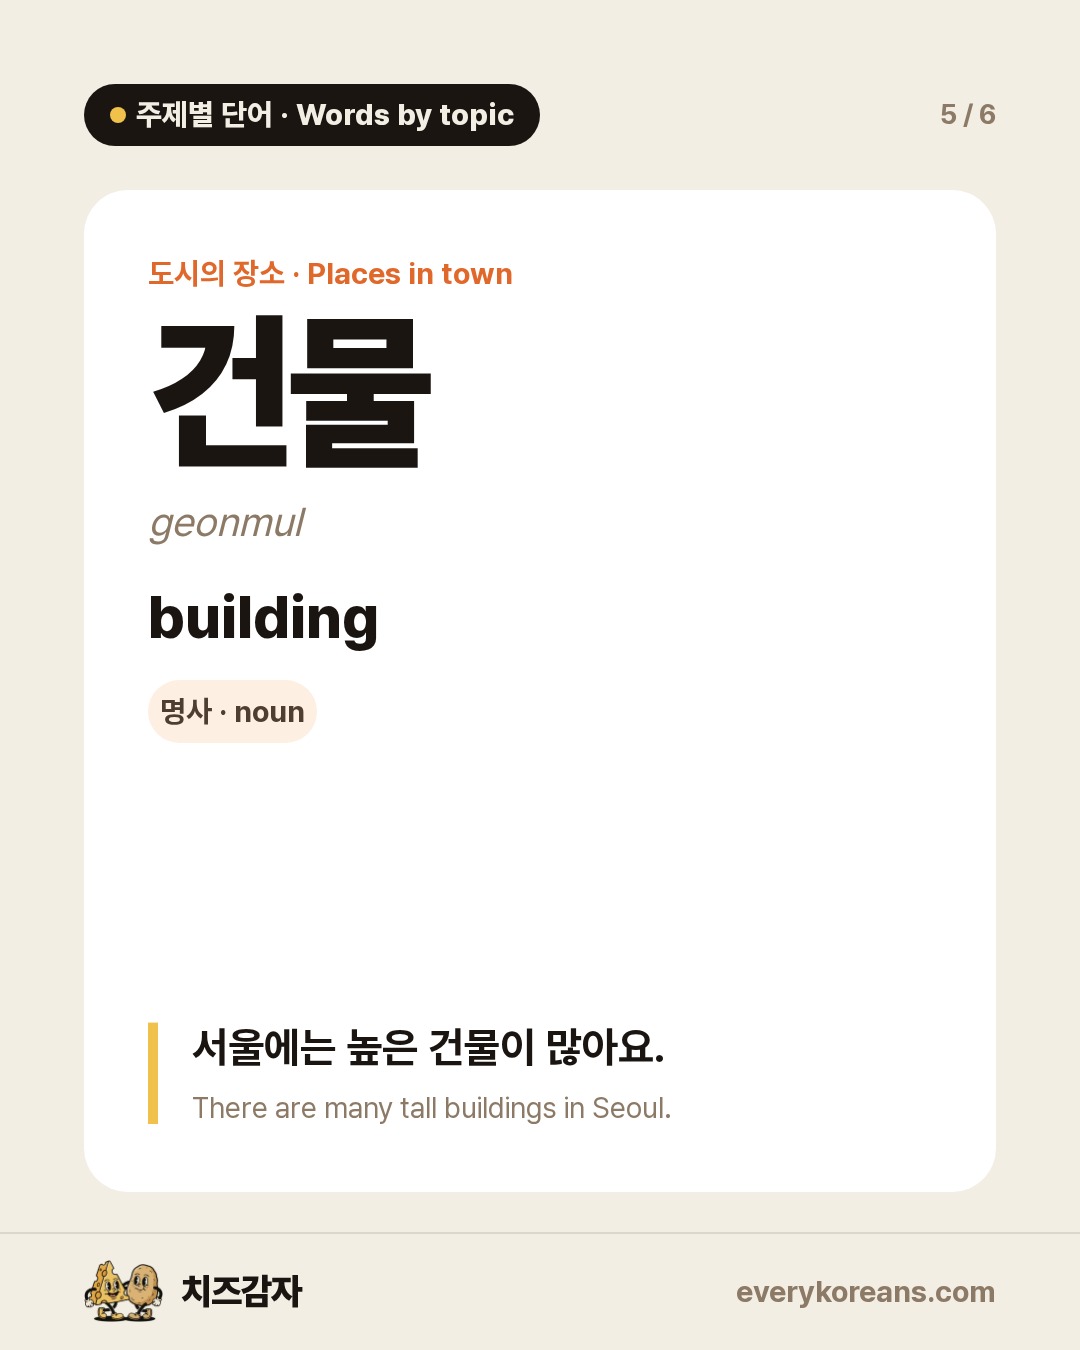 주제별 단어 · Words by topic
5 / 6
도시의 장소 · Places in town
건물
geonmul
building
명사 · noun
서울에는 높은 건물이 많아요.
There are many tall buildings in Seoul.
치즈감자
everykoreans.com